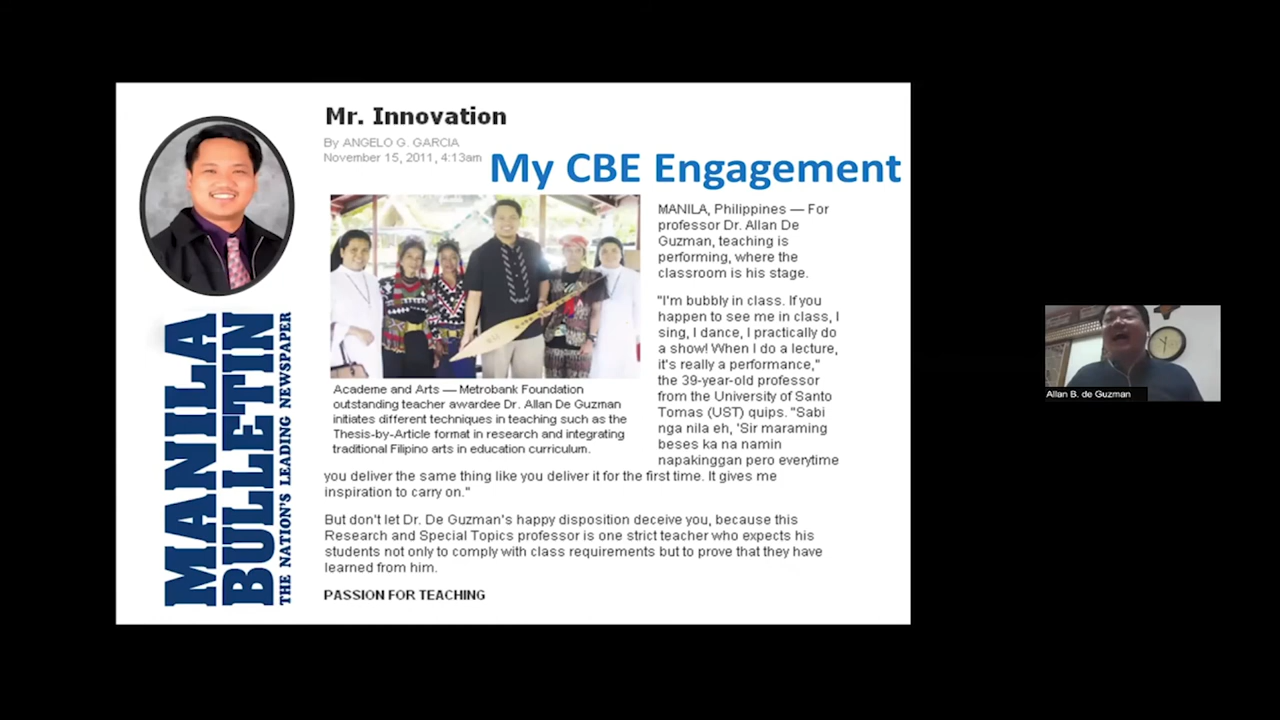 Mr. Innovation
By ANGELO G. GARCIA
November 15, 2011, 4:13am
My CBE Engagement
MANILA, Philippines — For
professor Dr. Allan De
Guzman, teaching is
performing, where the
classroom is his stage.
"I'm bubbly in class. If you
happen to see me in class, I
sing, I dance, I practically do
a show! When I do a lecture,
it's really a performance,"
the 39-year-old professor
from the University of Santo
Tomas (UST) quips. "Sabi
nga nila eh, 'Sir maraming
beses ka na namin
napakinggan pero everytime
you deliver the same thing like you deliver it for the first time. It gives me
inspiration to carry on."
Academe and Arts — Metrobank Foundation
outstanding teacher awardee Dr. Allan De Guzman
initiates different techniques in teaching such as the
Thesis-by-Article format in research and integrating
traditional Filipino arts in education curriculum.
But don't let Dr. De Guzman's happy disposition deceive you, because this
Research and Special Topics professor is one strict teacher who expects his
students not only to comply with class requirements but to prove that they have
learned from him.
PASSION FOR TEACHING
MANILA
BULLETIN
THE NATION'S LEADING NEWSPAPER
Allan B. de Guzman